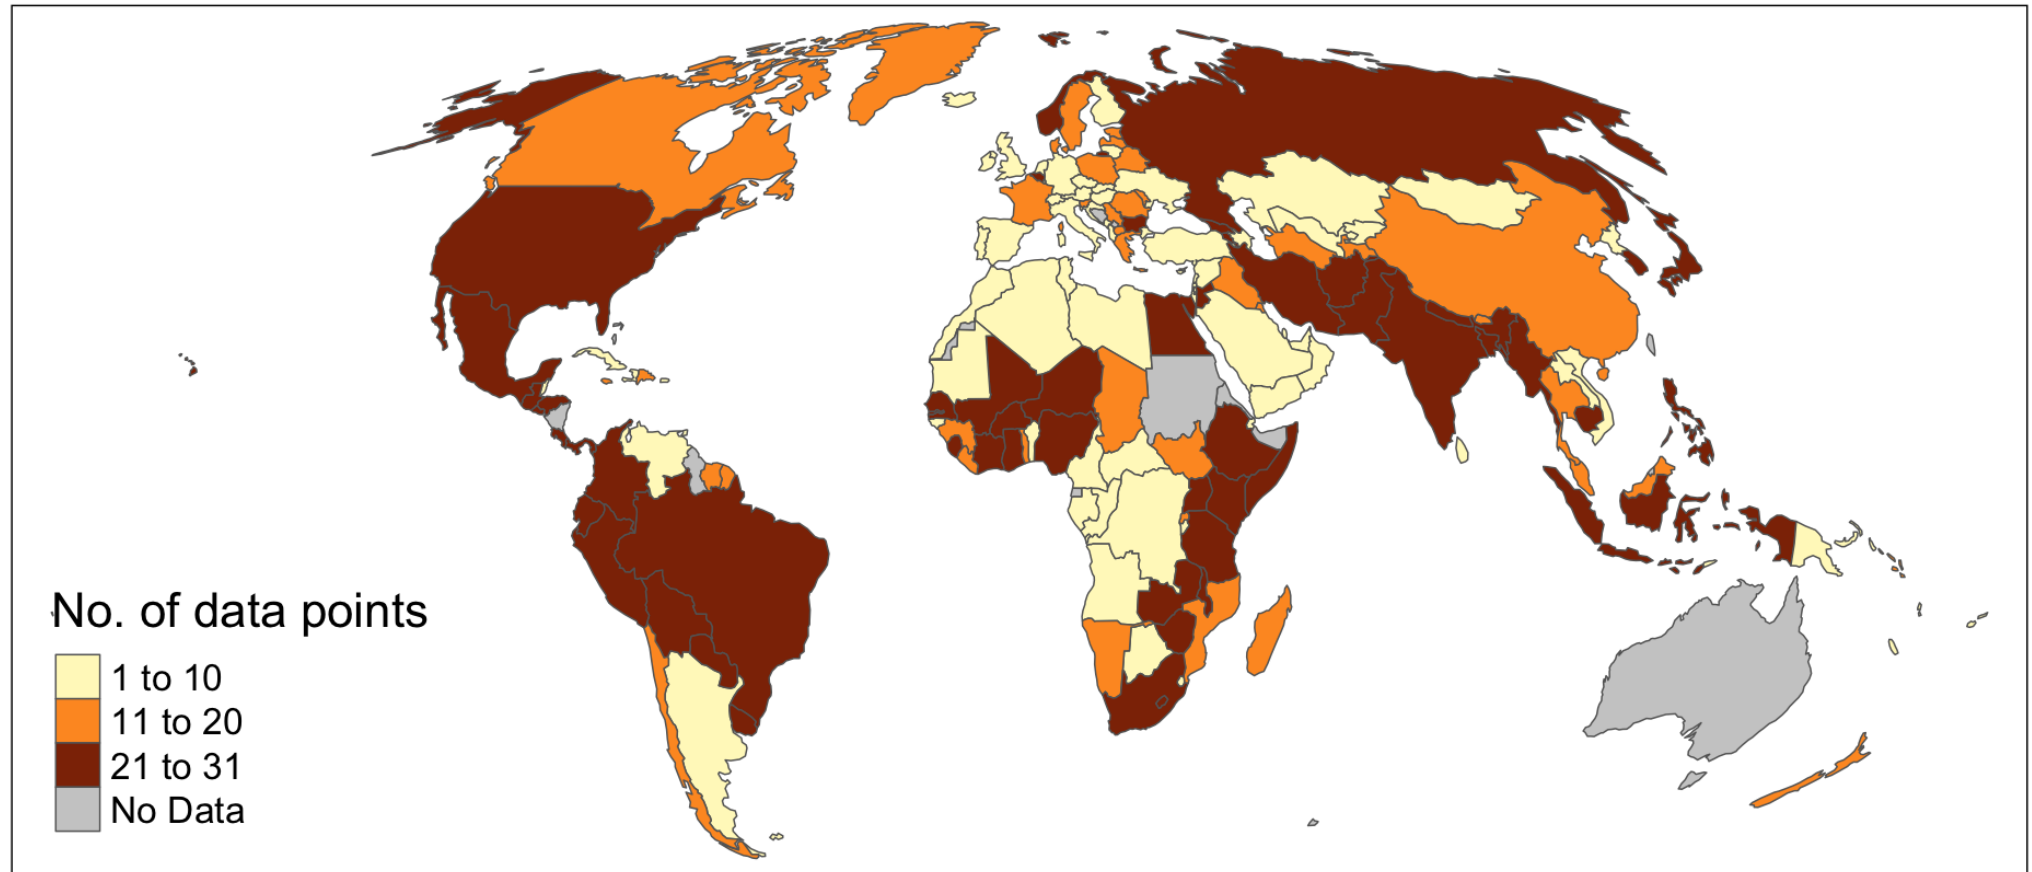 No. of data points
1 to 10
11 to 20
21 to 31
No Data